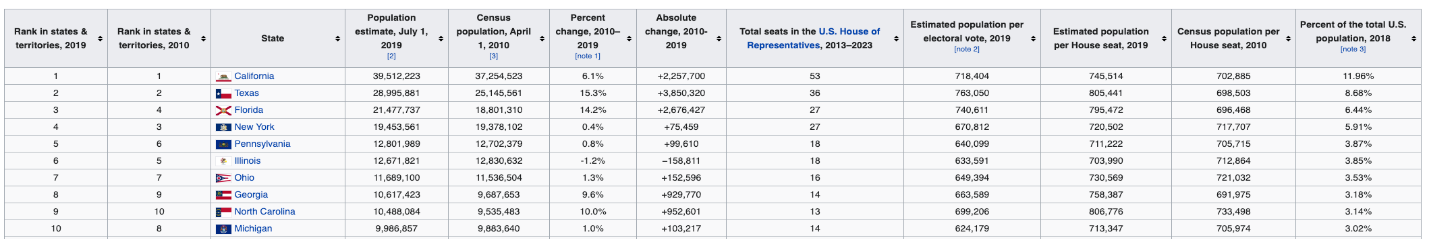 Rank in states & territories, 2019 Rank in states & territories, 2010 State Population estimate, July 1, 2019 [2] Census population, April 1, 2010 [3] Percent change, 2010–2019 [note 1] Absolute change, 2010-2019 Total seats in the U.S. House of Representatives, 2013–2023 Estimated population per electoral vote, 2019 [note 2] Estimated population per House seat, 2019 Census population per House seat, 2010 Percent of the total U.S. population, 2018 [note 3]
1 1 California 39,512,223 37,254,523 6.1% +2,257,700 53 718,404 745,514 702,885 11.96%
2 2 Texas 28,995,881 25,145,561 15.3% +3,850,320 36 763,050 805,441 698,503 8.68%
3 4 Florida 21,477,737 18,801,310 14.2% +2,676,427 27 740,611 795,472 696,468 6.44%
4 3 New York 19,453,561 19,378,102 0.4% +75,459 27 670,812 720,502 717,707 5.91%
5 6 Pennsylvania 12,801,989 12,702,379 0.8% +99,610 18 640,099 711,222 705,715 3.87%
6 5 Illinois 12,671,821 12,830,632 -1.2% −158,811 18 633,591 703,990 712,864 3.85%
7 7 Ohio 11,689,100 11,536,504 1.3% +152,596 16 649,394 730,569 721,032 3.53%
8 9 Georgia 10,617,423 9,687,653 9.6% +929,770 14 663,589 758,387 691,975 3.18%
9 10 North Carolina 10,488,084 9,535,483 10.0% +952,601 13 699,206 806,776 733,498 3.14%
10 8 Michigan 9,986,857 9,883,640 1.0% +103,217 14 624,179 713,347 705,974 3.02%